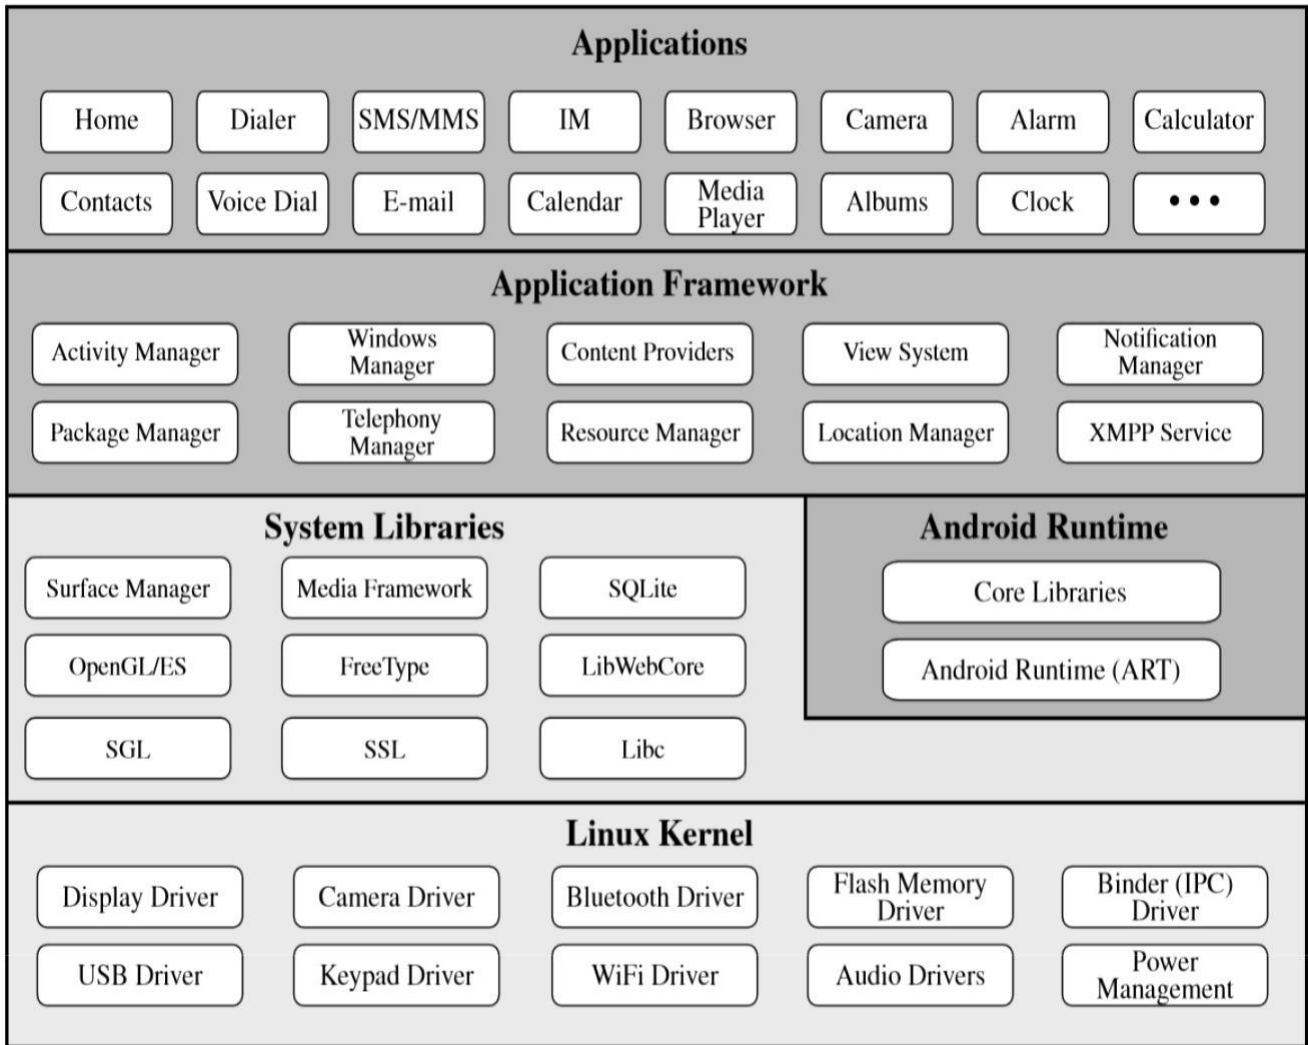 Applications
Home Dialer SMS/MMS IM Browser Camera Alarm Calculator
Contacts Voice Dial E-mail Calendar Media Player Albums Clock •••
Application Framework
Activity Manager Windows Manager Content Providers View System Notification Manager
Package Manager Telephony Manager Resource Manager Location Manager XMPP Service
System Libraries
Surface Manager Media Framework SQLite
OpenGL/ES FreeType LibWebCore
SGL SSL Libc
Android Runtime
Core Libraries
Android Runtime (ART)
Linux Kernel
Display Driver Camera Driver Bluetooth Driver Flash Memory Driver Binder (IPC) Driver
USB Driver Keypad Driver WiFi Driver Audio Drivers Power Management